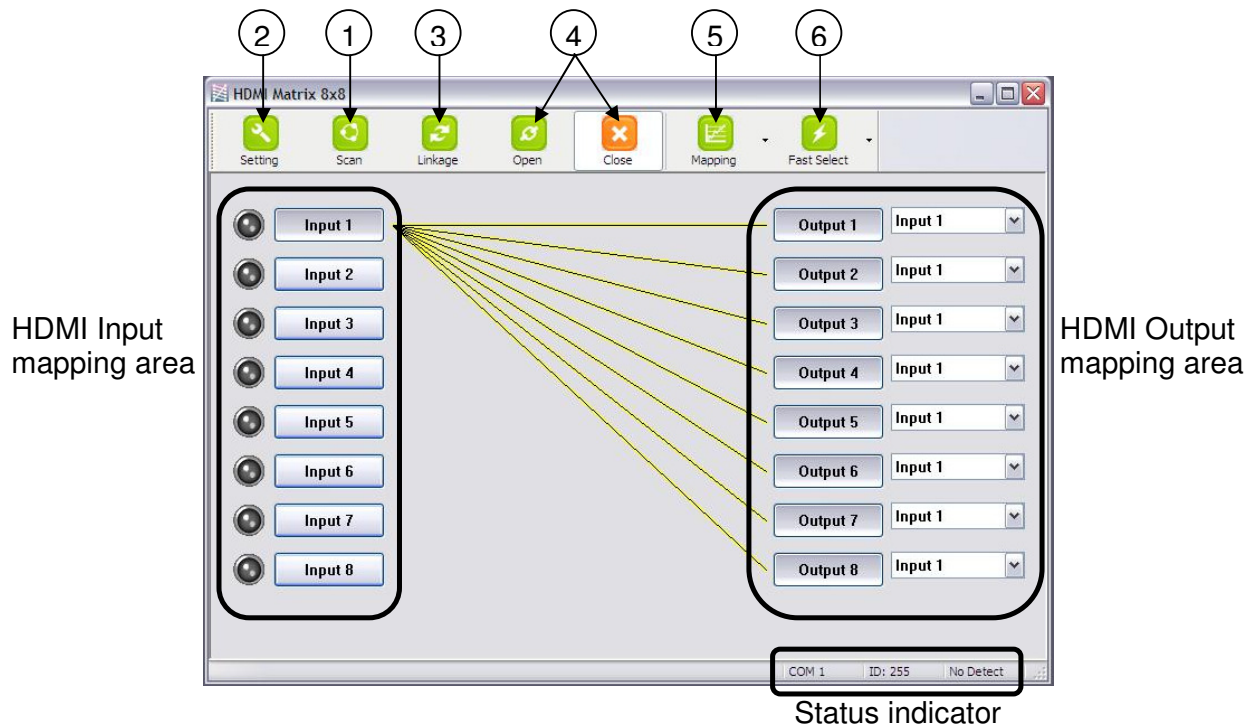 2 1 3 4 5 6
HDMI Matrix 8x8
Setting Scan Linkage Open Close Mapping Fast Select
Input 1 Output 1 Input 1
Input 2 Output 2 Input 1
Input 3 Output 3 Input 1
Input 4 Output 4 Input 1
Input 5 Output 5 Input 1
Input 6 Output 6 Input 1
Input 7 Output 7 Input 1
Input 8 Output 8 Input 1
HDMI Input
mapping area
HDMI Output
mapping area
COM 1 ID: 255 No Detect
Status indicator